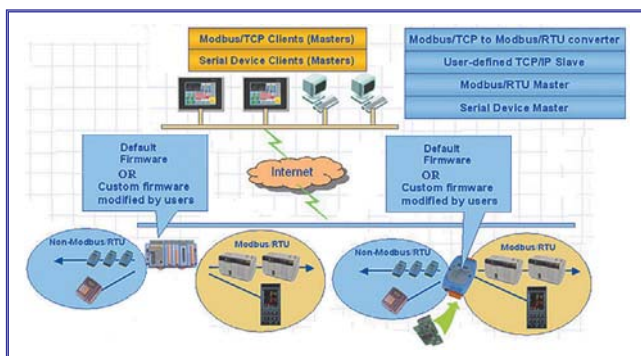 Modbus/TCP Clients (Masters)
Serial Device Clients (Masters)
Modbus/TCP to Modbus/RTU converter
User-defined TCP/IP Slave
Modbus/RTU Master
Serial Device Master
Default
Firmware
OR
Custom firmware
modified by users
Internet
Default
Firmware
OR
Custom firmware
modified by users
Non-Modbus/RTU
Modbus/RTU
Non-Modbus/RTU
Modbus/RTU